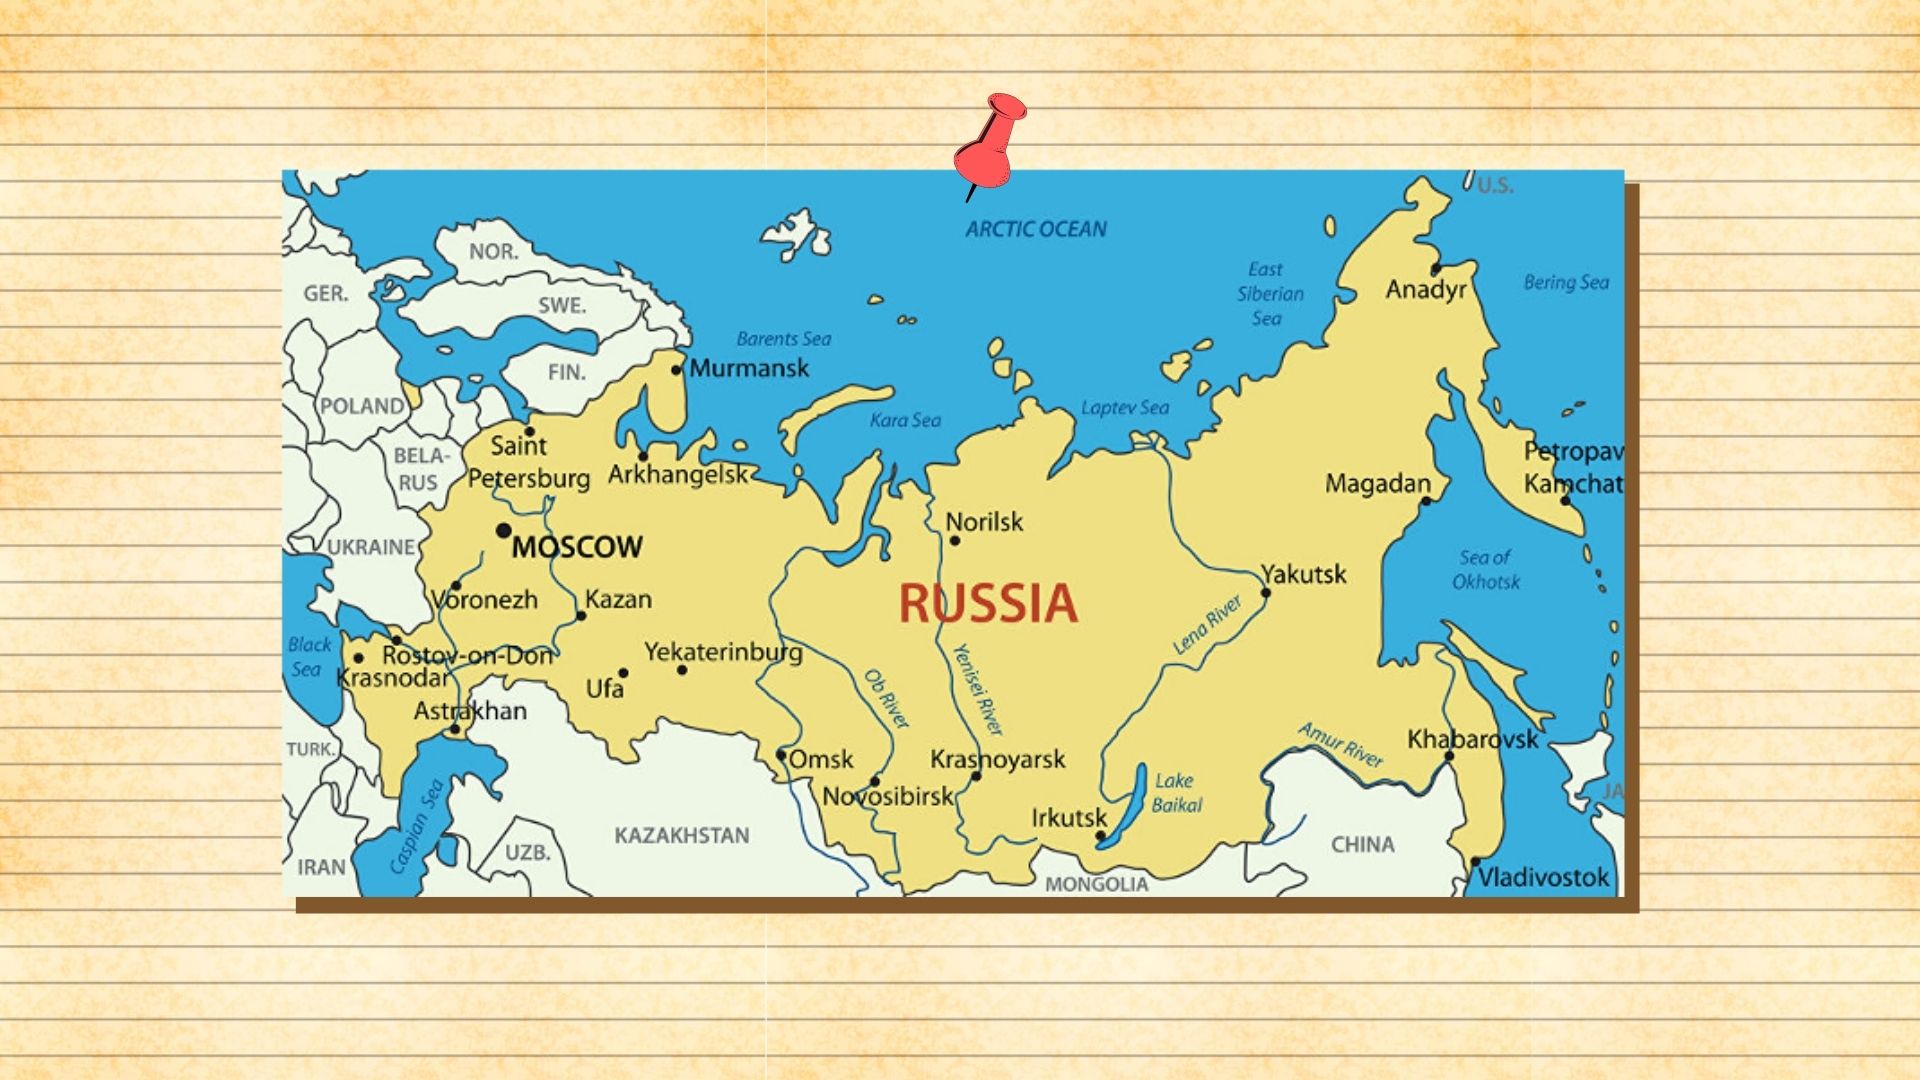 U.S.
ARCTIC OCEAN
NOR.
East
Siberian
Sea
Bering Sea
GER.
Anadyr
SWE.
Barents Sea
FIN.
Murmansk
POLAND
Kara Sea
Laptev Sea
Saint
Petersburg
Arkhangelsk
BELA-
RUS
Petropav
Kamchat
Magadan
Norilsk
UKRAINE
MOSCOW
Sea of
Okhotsk
Yakutsk
RUSSIA
Voronezh
Kazan
Lena River
Black
Sea
Rostov-on-Don
Krasnodar
Yekaterinburg
Ufa
Ob River
Yenisei River
Astrakhan
TURK.
Omsk
Krasnoyarsk
Amur River
Khabarovsk
Novosibirsk
Lake
Baikal
JA
Irkutsk
Caspian Sea
KAZAKHSTAN
CHINA
UZB.
IRAN
MONGOLIA
Vladivostok